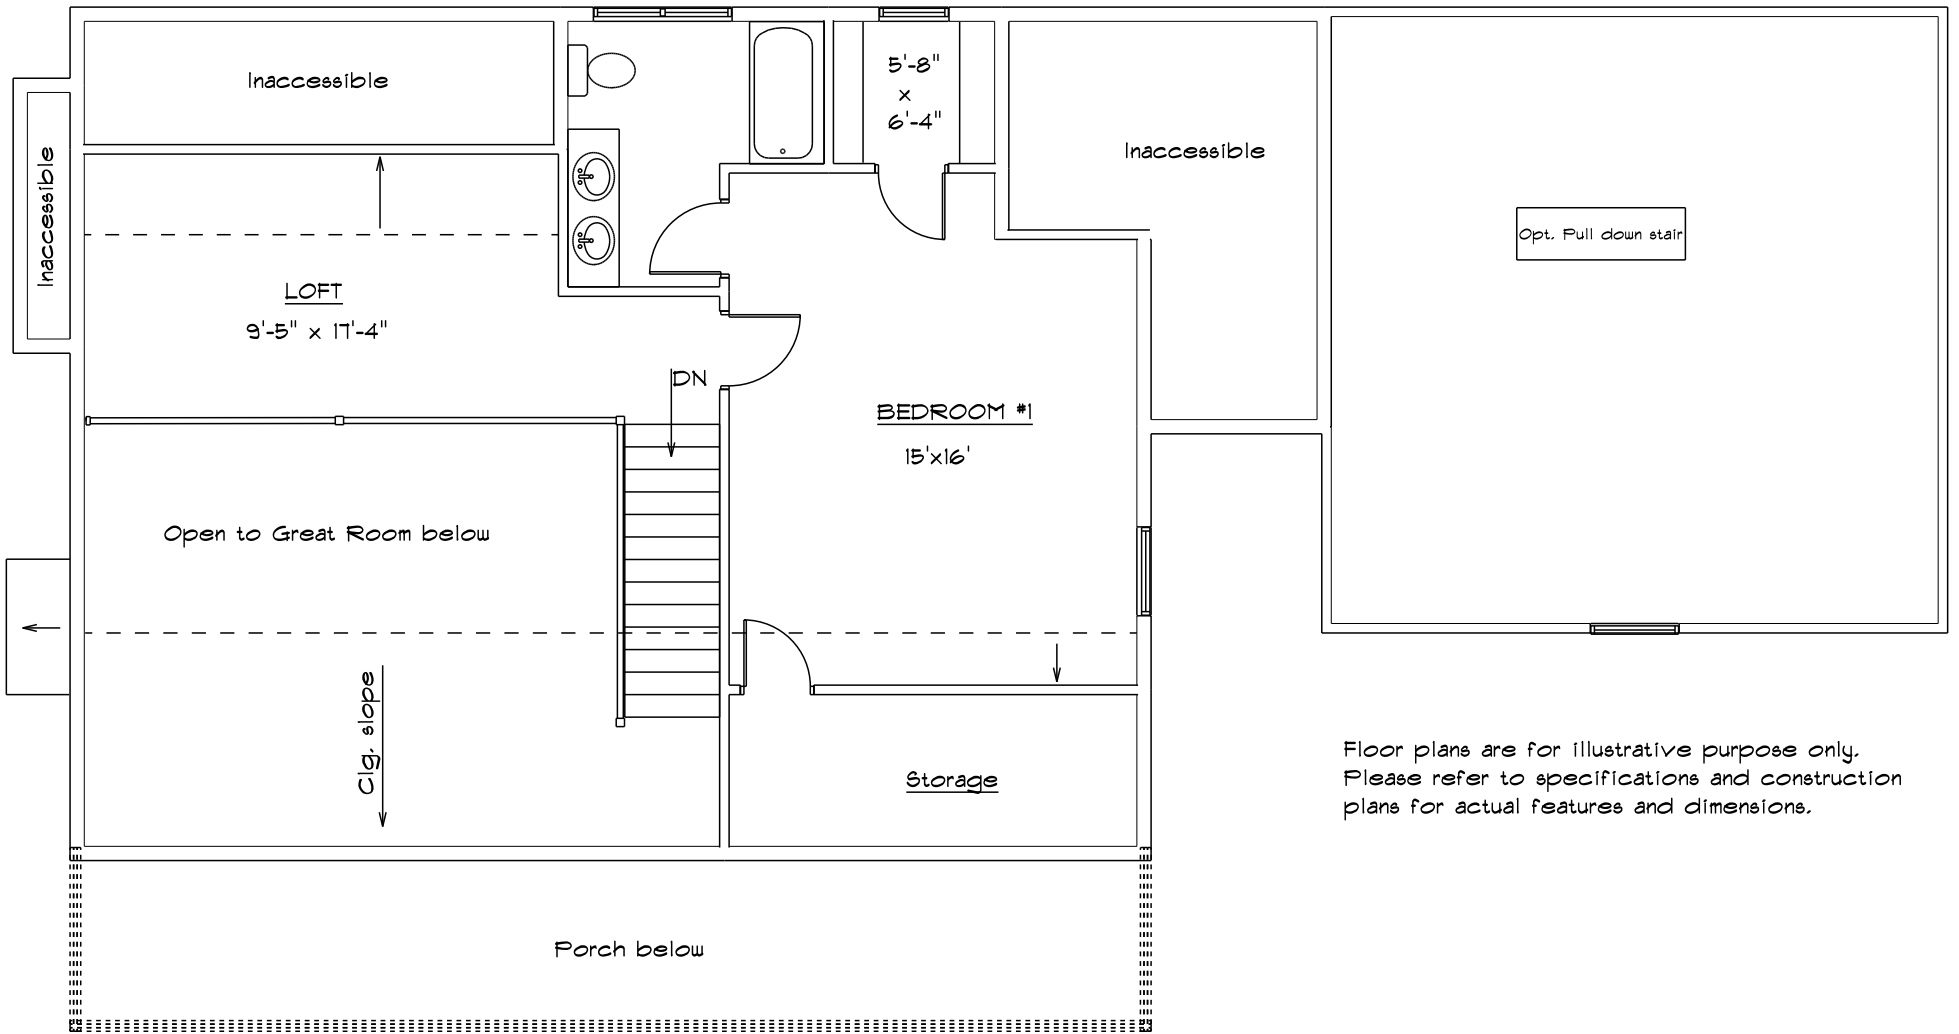 Inaccessible
5'-8"
x
6'-4"
Inaccessible
Inaccessible
Opt. Pull down stair
LOFT
9'-5" x 17'-4"
DN
BEDROOM #1
15'x16'
Open to Great Room below
Clg. slope
Storage
Floor plans are for illustrative purpose only.
Please refer to specifications and construction
plans for actual features and dimensions.
Porch below